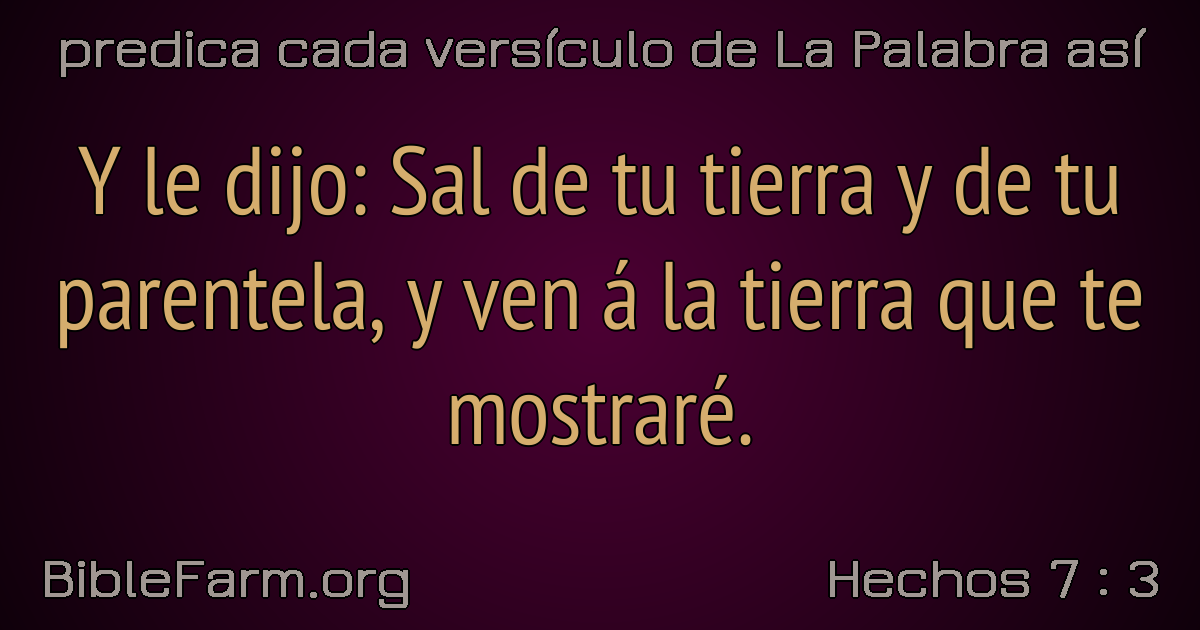 predica cada versículo de La Palabra así
Y le dijo: Sal de tu tierra y de tu
parentela, y ven á la tierra que te
mostraré.
BibleFarm.org
Hechos 7 : 3